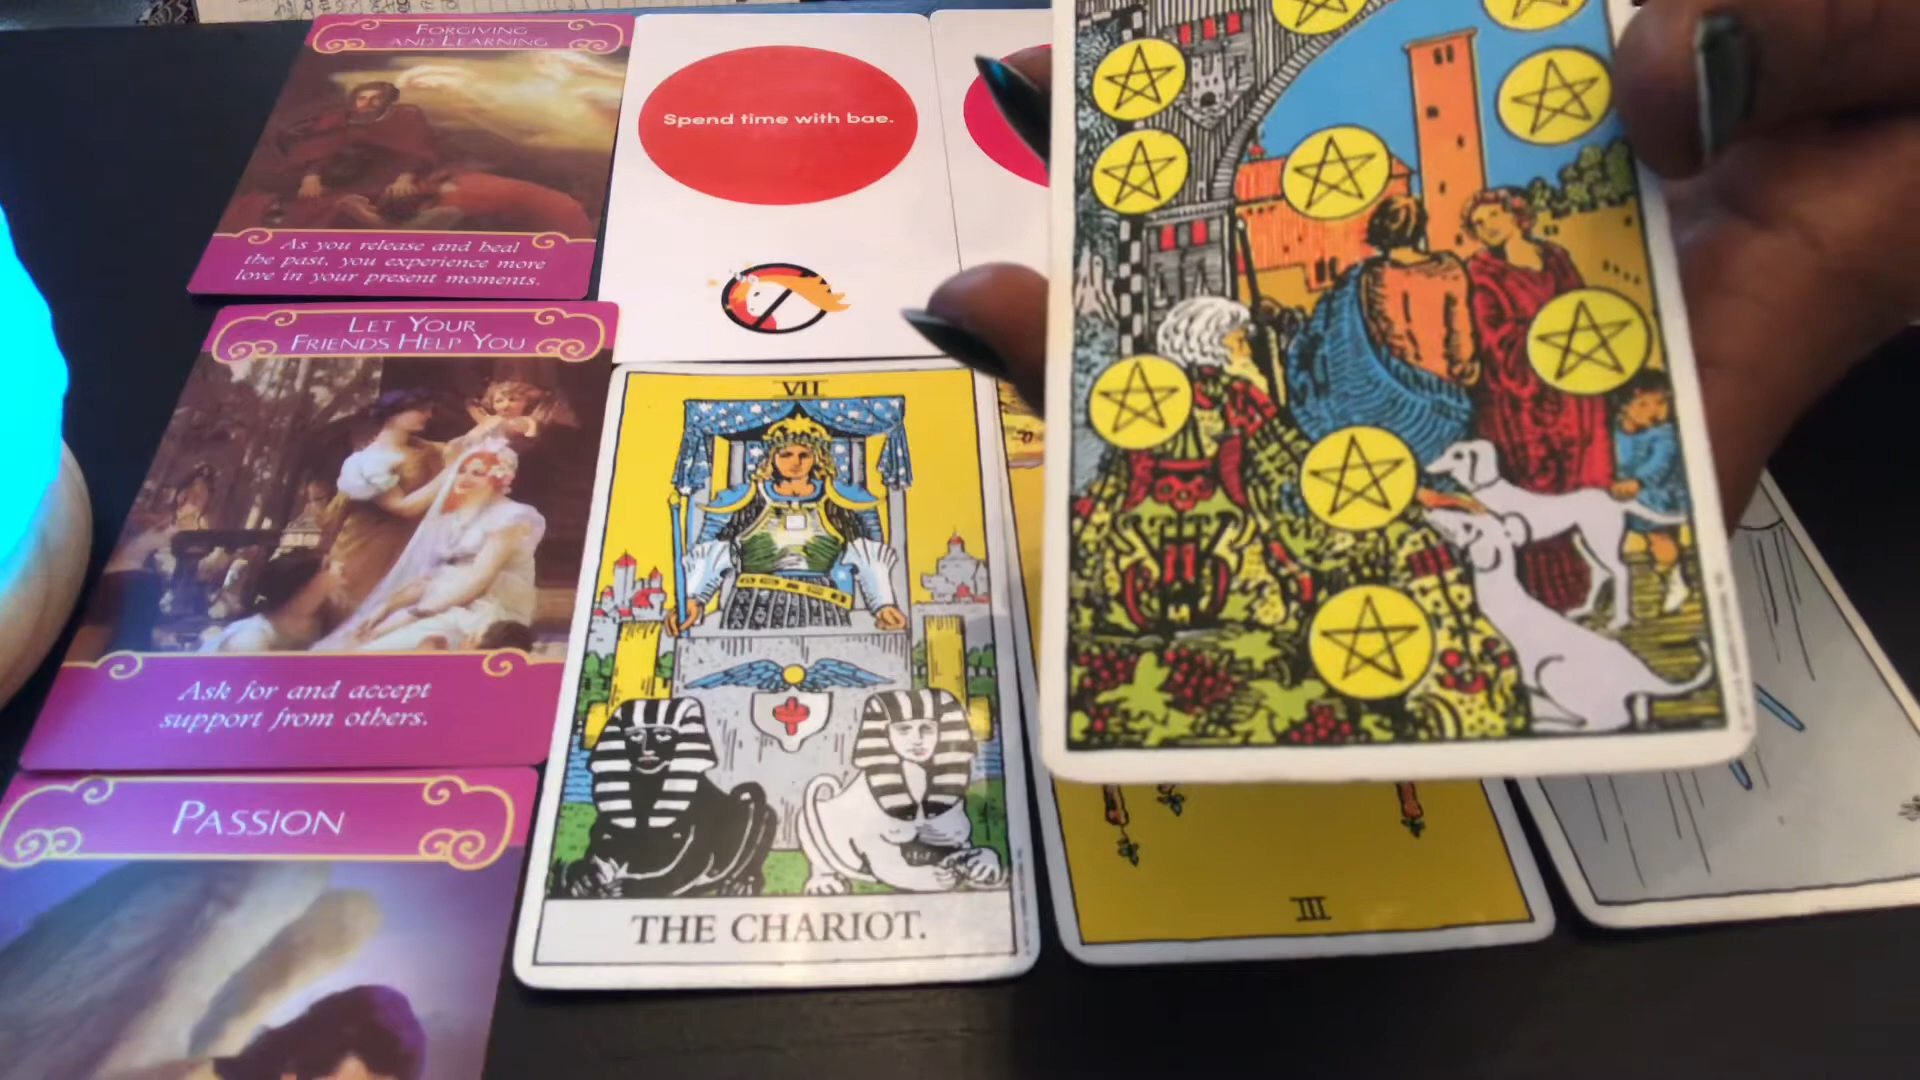 FORGIVING
AND LEARNING
As you release and heal
the past, you experience more
love in your present moments.
Spend time with bae.
LET YOUR
FRIENDS HELP YOU
Ask for and accept
support from others.
PASSION
VII
THE CHARIOT.
III